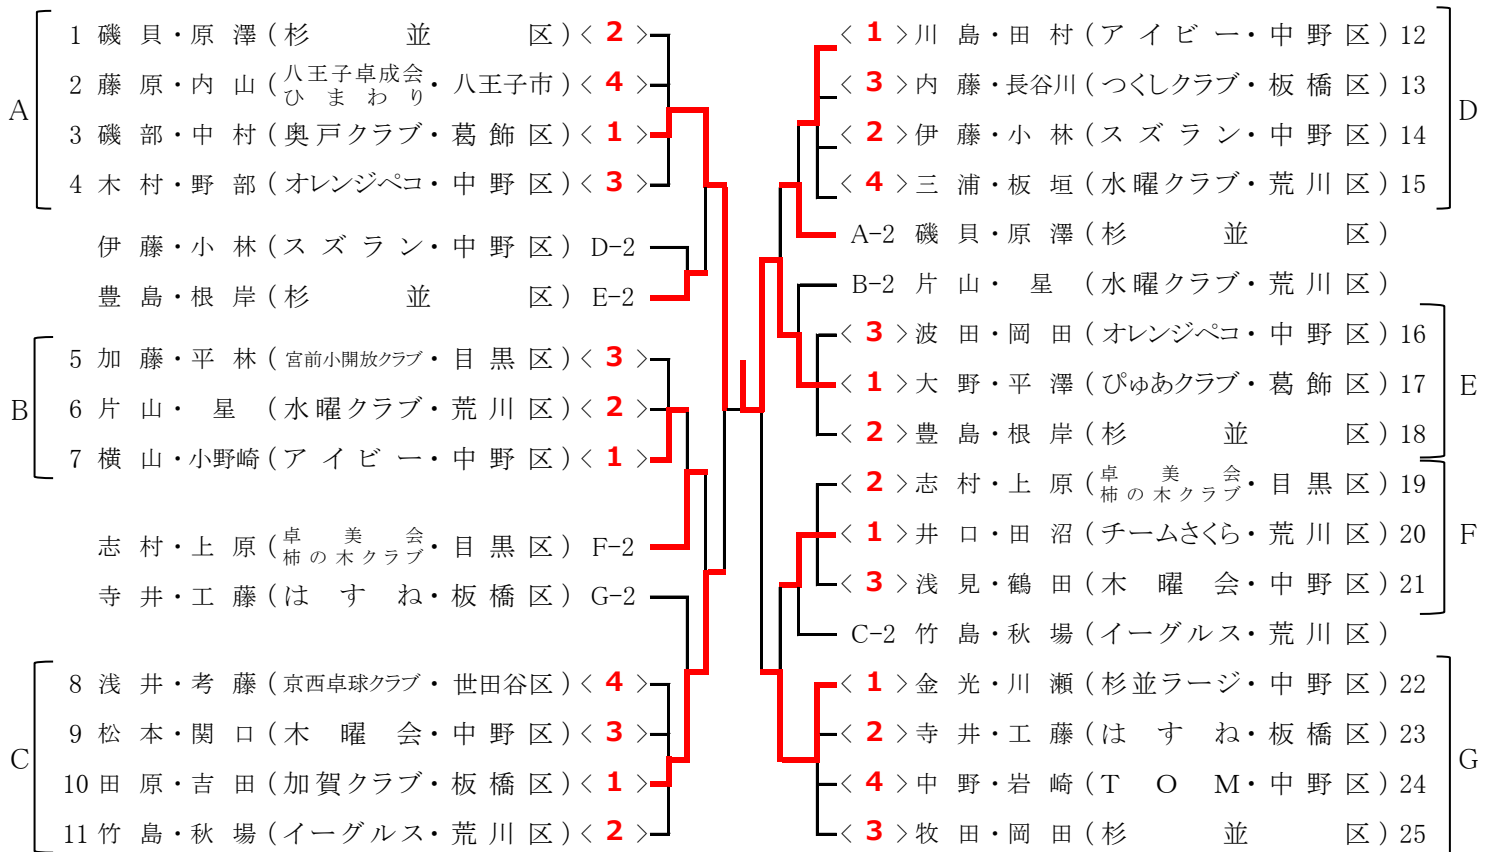 A
1 磯貝・原澤(杉並区)< 2 >
2 藤原・内山(八王子卓成会ひまわり・八王子市)< 4 >
3 磯部・中村(奥戸クラブ・葛飾区)< 1 >
4 木村・野部(オレンジペコ・中野区)< 3 >
伊藤・小林(スズラン・中野区) D-2
豊島・根岸(杉並区) E-2
B
5 加藤・平林(宮前小開放クラブ・目黒区)< 3 >
6 片山・星(水曜クラブ・荒川区)< 2 >
7 横山・小野崎(アイビー・中野区)< 1 >
志村・上原(卓美会柿の木クラブ・目黒区) F-2
寺井・工藤(はすね・板橋区) G-2
C
8 浅井・考藤(京西卓球クラブ・世田谷区)< 4 >
9 松本・関口(木曜会・中野区)< 3 >
10 田原・吉田(加賀クラブ・板橋区)< 1 >
11 竹島・秋場(イーグルス・荒川区)< 2 >
< 1 >川島・田村(アイビー・中野区) 12
< 3 >内藤・長谷川(つくしクラブ・板橋区) 13
< 2 >伊藤・小林(スズラン・中野区) 14
< 4 >三浦・板垣(水曜クラブ・荒川区) 15
D
A-2 磯貝・原澤(杉並区)
B-2 片山・星(水曜クラブ・荒川区)
< 3 >波田・岡田(オレンジペコ・中野区) 16
< 1 >大野・平澤(ぴゅあクラブ・葛飾区) 17
< 2 >豊島・根岸(杉並区) 18
E
< 2 >志村・上原(卓美会柿の木クラブ・目黒区) 19
< 1 >井口・田沼(チームさくら・荒川区) 20
< 3 >浅見・鶴田(木曜会・中野区) 21
F
C-2 竹島・秋場(イーグルス・荒川区)
< 1 >金光・川瀬(杉並ラージ・中野区) 22
< 2 >寺井・工藤(はすね・板橋区) 23
< 4 >中野・岩崎(TOM・中野区) 24
< 3 >牧田・岡田(杉並区) 25
G